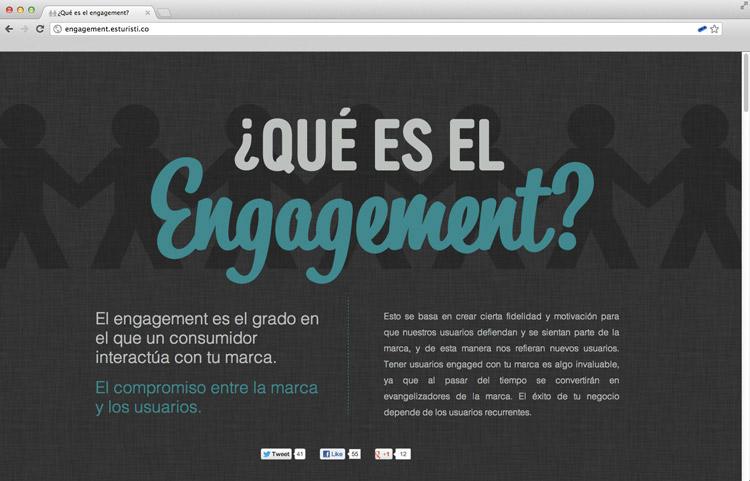 ¿Qué es el engagement?
engagement.esturisti.co
¿QUÉ ES EL
Engagement?
El engagement es el grado en
el que un consumidor
interactúa con tu marca.
El compromiso entre la marca
y los usuarios.
Esto se basa en crear cierta fidelidad y motivación para
que nuestros usuarios defiendan y se sientan parte de la
marca, y de esta manera nos refieran nuevos usuarios.
Tener usuarios engaged con tu marca es algo invaluable,
ya que al pasar del tiempo se convertirán en
evangelizadores de la marca. El éxito de tu negocio
depende de los usuarios recurrentes.
Tweet 41 Like 55 +1 12